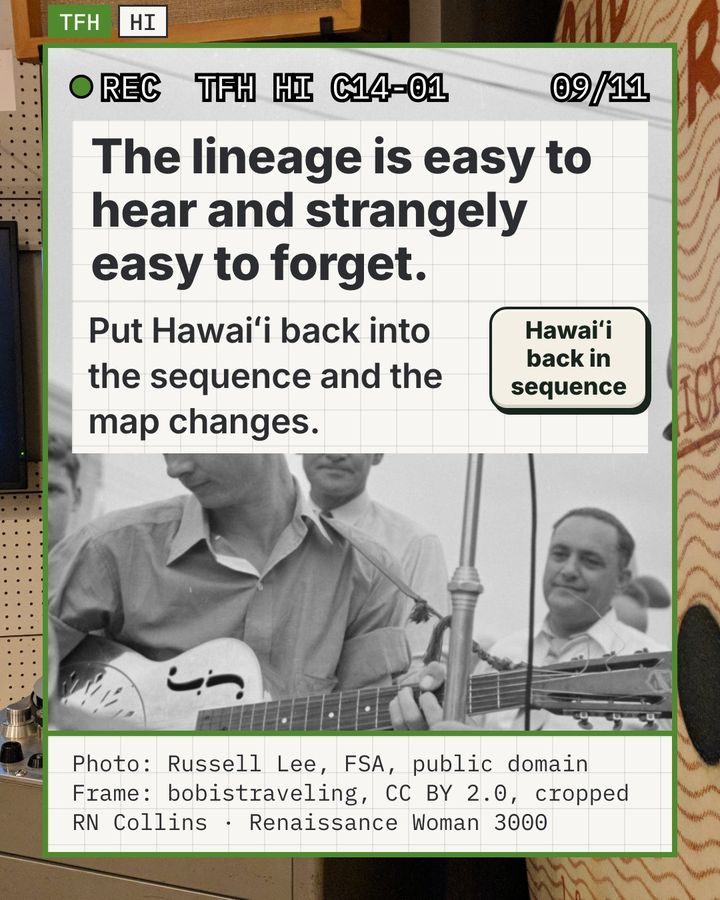 TFH HI
REC TFH HI C14-01 09/11
The lineage is easy to
hear and strangely
easy to forget.
Put Hawaiʻi back into
the sequence and the
map changes.
Hawaiʻi
back in
sequence
Photo: Russell Lee, FSA, public domain
Frame: bobistraveling, CC BY 2.0, cropped
RN Collins · Renaissance Woman 3000